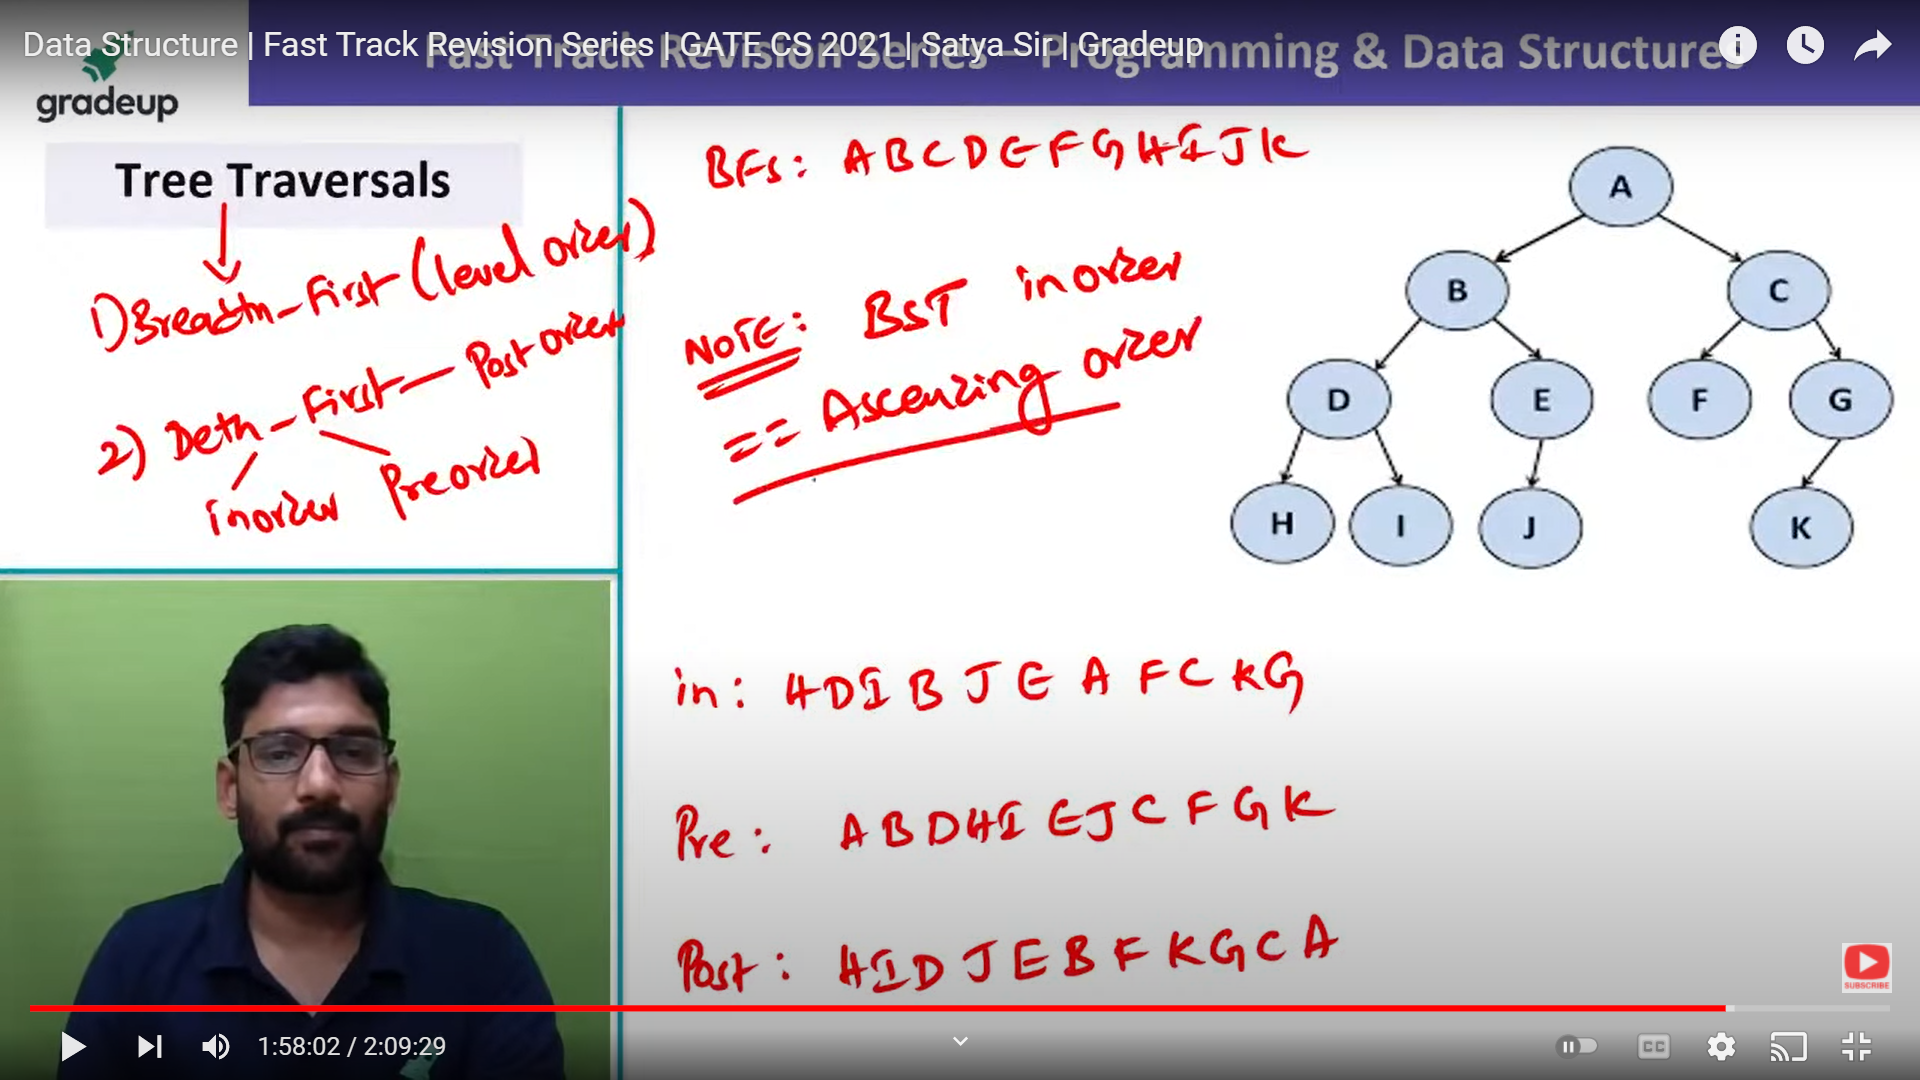 Data Structure | Fast Track Revision Series | GATE CS 2021 | Satya Sir | Gradeup
Fast Track Revision Series – Programming & Data Structures
gradeup
Tree Traversals
1) Breadth-First (level order)
2) Deth-First — Post order
inorder Preorder
BFS: A B C D E F G H I J K
NOTE: BST inorder
== Ascending order
A
B C
D E F G
H I J K
in: H D I B J E A F C K G
Pre: A B D H I E J C F G K
Post: H I D J E B F K G C A
SUBSCRIBE
1:58:02 / 2:09:29
CC